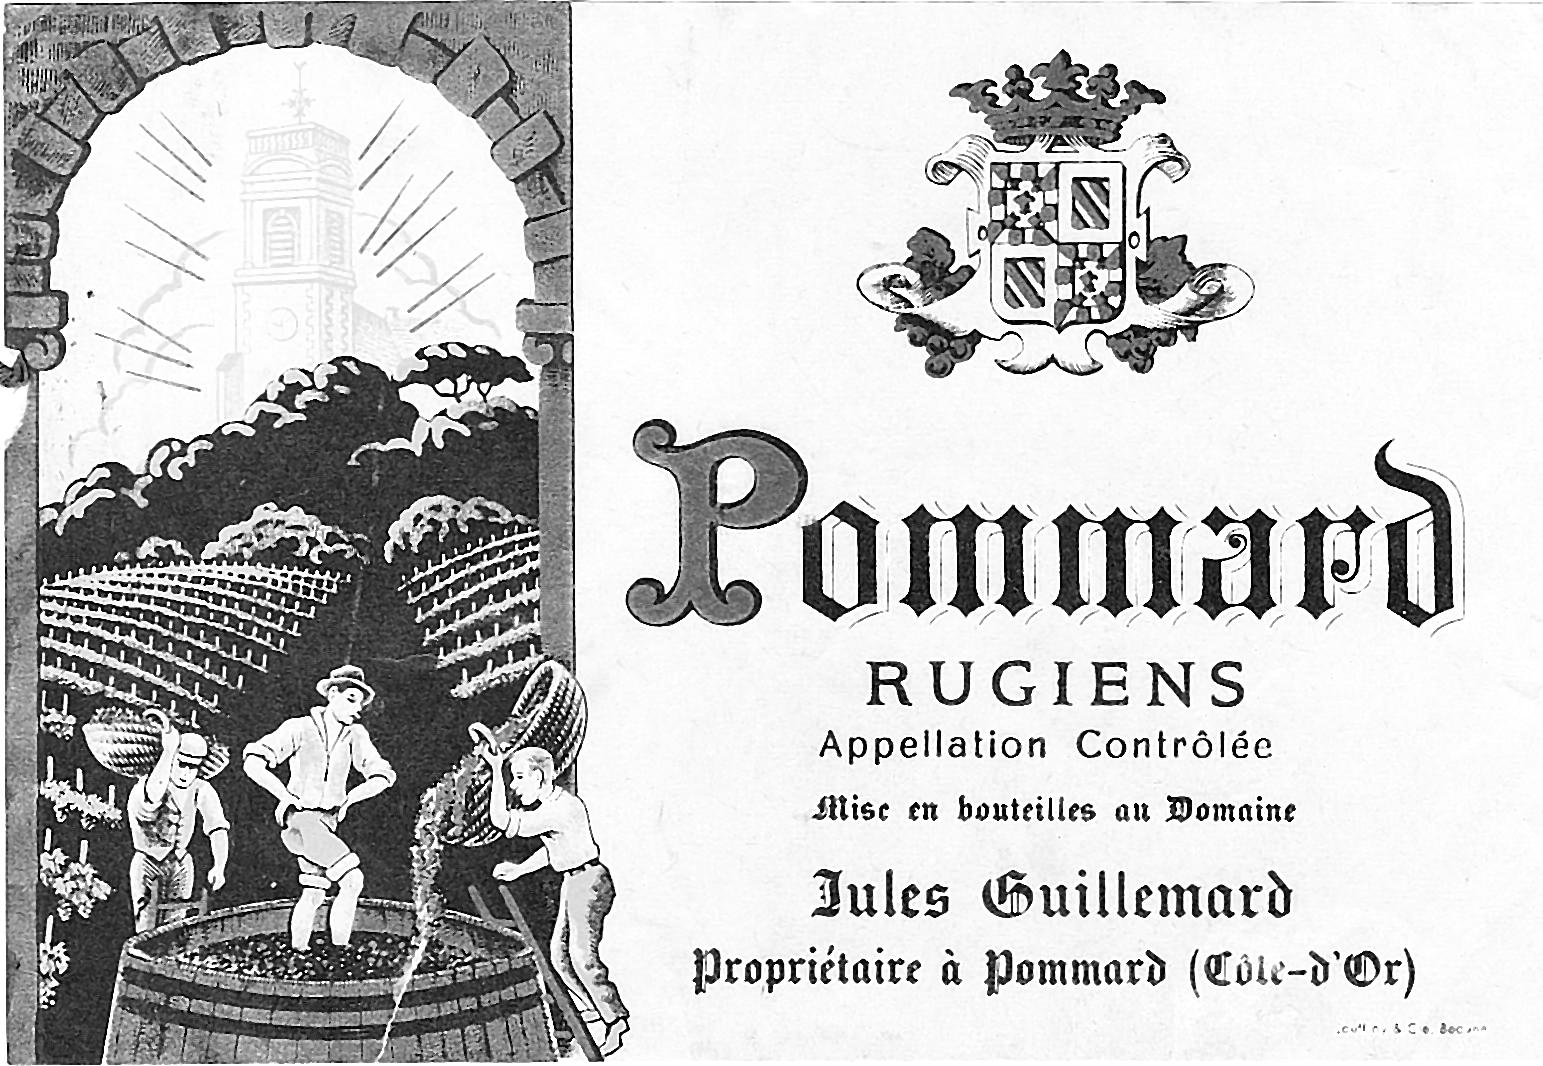 Pommard
RUGIENS
Appellation Contrôlée
Mise en bouteilles au Domaine
Jules Guillemard
Propriétaire à Pommard (Côte-d'Or)